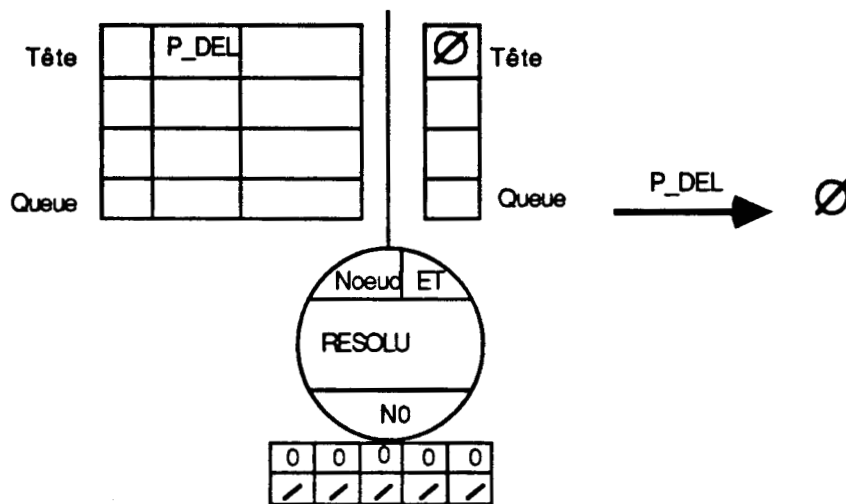 Tête P_DEL Ø Tête
Queue Queue P_DEL Ø
Noeud ET
RESOLU
N0
0 0 0 0 0
/ / / / /